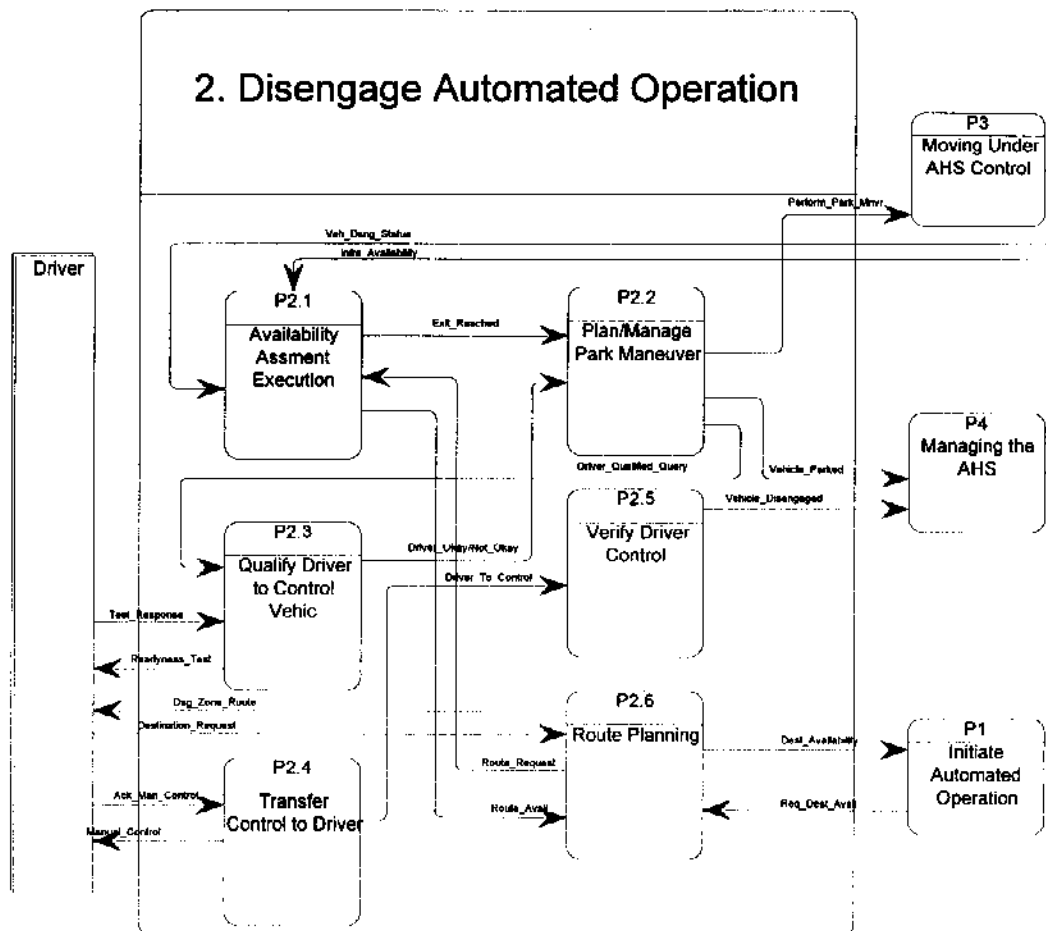 2. Disengage Automated Operation
P3
Moving Under
AHS Control
Perform_Park_Mnvr
Veh_Dsng_Status
Infra_Availability
Driver
P2.1
Availability
Assment
Execution
Exit_Reached
P2.2
Plan/Manage
Park Maneuver
P4
Managing the
AHS
Driver_Qualified_Query
Vehicle_Parked
P2.5
Verify Driver
Control
Vehicle_Disengaged
P2.3
Qualify Driver
to Control
Vehic
Driver_Okay/Not_Okay
Driver_To_Control
Test_Response
Readyness_Test
Dsg_Zone_Route
Destination_Request
P2.6
Route Planning
Dest_Availability
P1
Initiate
Automated
Operation
P2.4
Transfer
Control to Driver
Route_Request
Ack_Man_Control
Route_Avail
Req_Dest_Avail
Manual_Control